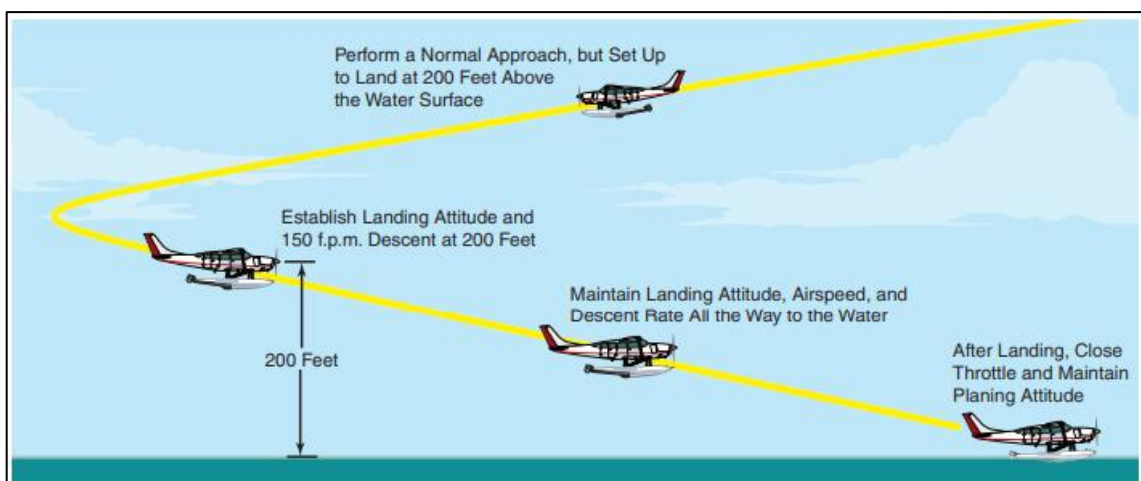 Perform a Normal Approach, but Set Up
to Land at 200 Feet Above
the Water Surface
Establish Landing Attitude and
150 f.p.m. Descent at 200 Feet
200 Feet
Maintain Landing Attitude, Airspeed, and
Descent Rate All the Way to the Water
After Landing, Close
Throttle and Maintain
Planing Attitude